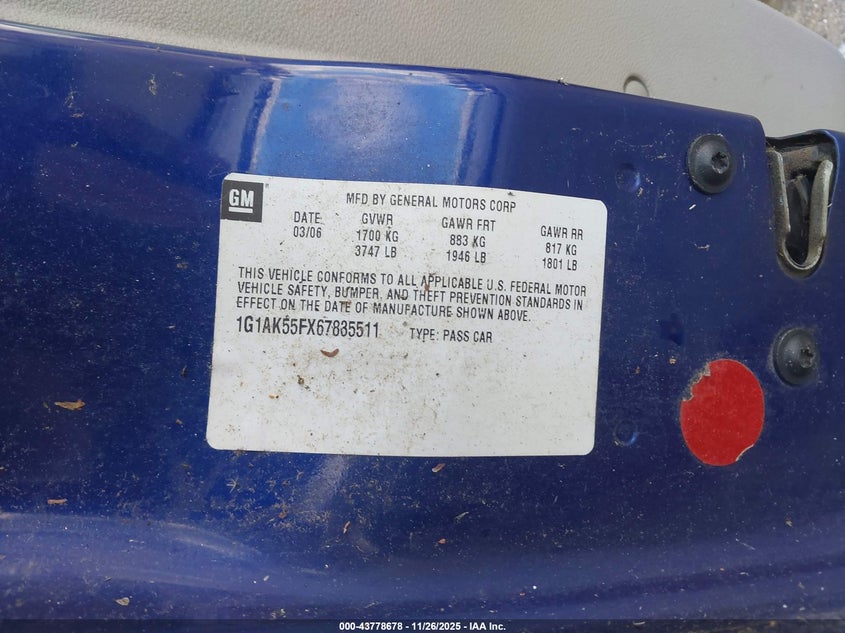 GM
MFD BY GENERAL MOTORS CORP
DATE GVWR GAWR FRT GAWR RR
03/06 1700 KG 883 KG 817 KG
3747 LB 1946 LB 1801 LB
THIS VEHICLE CONFORMS TO ALL APPLICABLE U.S. FEDERAL MOTOR
VEHICLE SAFETY, BUMPER, AND THEFT PREVENTION STANDARDS IN
EFFECT ON THE DATE OF MANUFACTURE SHOWN ABOVE.
1G1AK55FX67835511 TYPE: PASS CAR
000-43778678 | 11/26/2025 | IAA Inc.